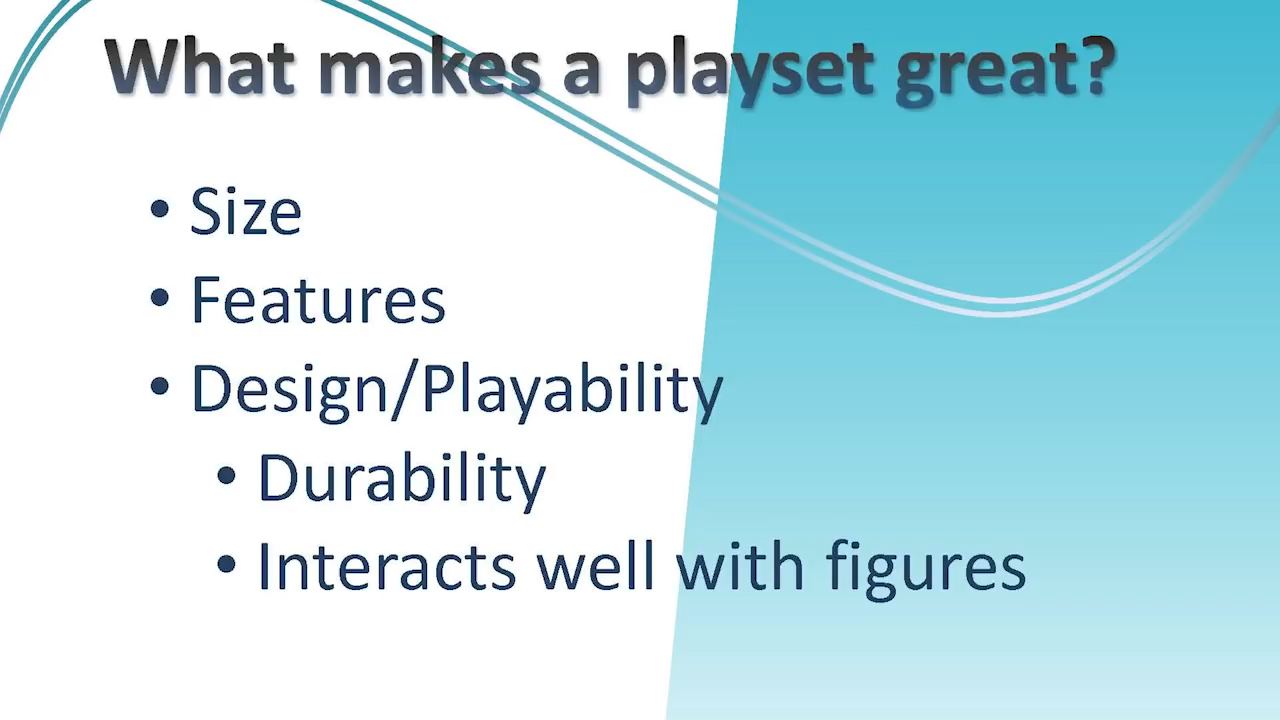 What makes a playset great?
• Size
• Features
• Design/Playability
• Durability
• Interacts well with figures